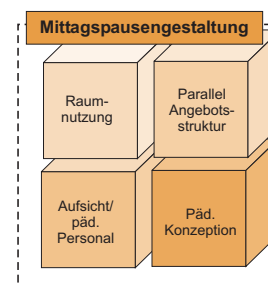 Mittagspausengestaltung
Raum-
nutzung
Parallel
Angebots-
struktur
Aufsicht/
päd.
Personal
Päd.
Konzeption